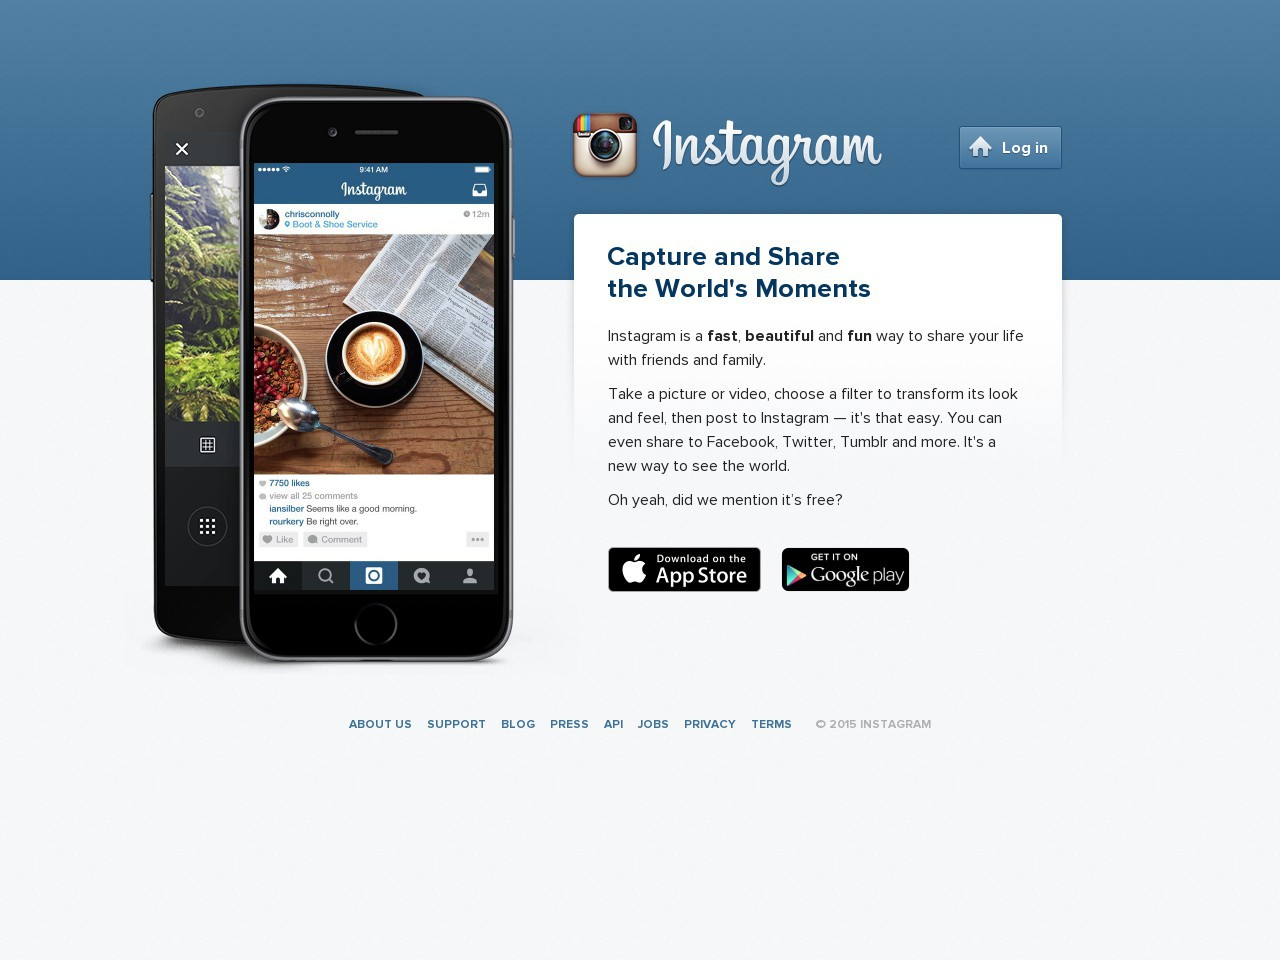 Instagram
Log in
9:41 AM
Instagram
chrisconnolly
12m
Boot & Shoe Service
7750 likes
view all 25 comments
iansilber Seems like a good morning.
rourkery Be right over.
Like
Comment
Capture and Share
the World's Moments
Instagram is a fast, beautiful and fun way to share your life
with friends and family.
Take a picture or video, choose a filter to transform its look
and feel, then post to Instagram — it's that easy. You can
even share to Facebook, Twitter, Tumblr and more. It's a
new way to see the world.
Oh yeah, did we mention it’s free?
Download on the
App Store
GET IT ON
Google play
ABOUT US SUPPORT BLOG PRESS API JOBS PRIVACY TERMS © 2015 INSTAGRAM